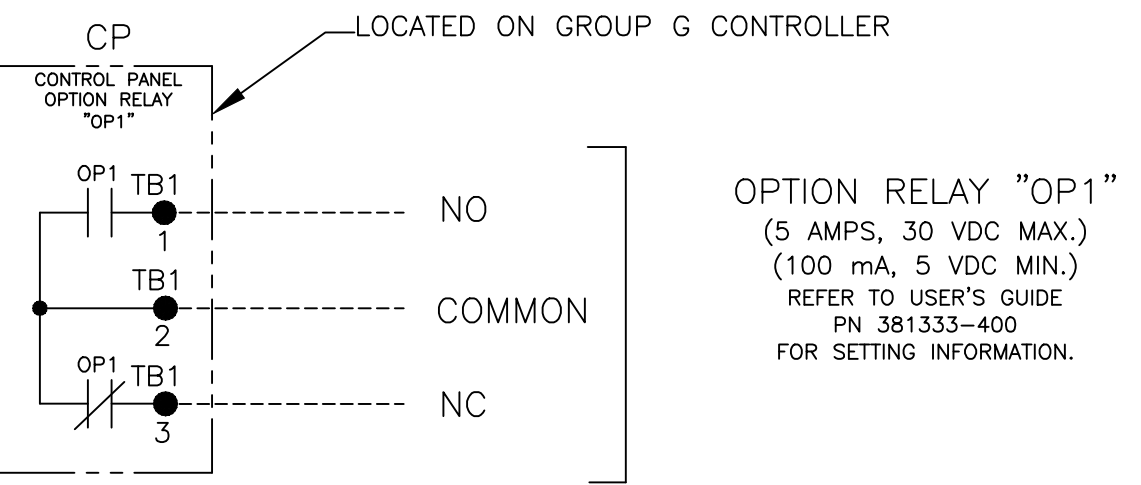 LOCATED ON GROUP G CONTROLLER
CP
CONTROL PANEL
OPTION RELAY
"OP1"
OP1
TB1
1
NO
TB1
2
COMMON
OP1
TB1
3
NC
OPTION RELAY "OP1"
(5 AMPS, 30 VDC MAX.)
(100 mA, 5 VDC MIN.)
REFER TO USER'S GUIDE
PN 381333-400
FOR SETTING INFORMATION.